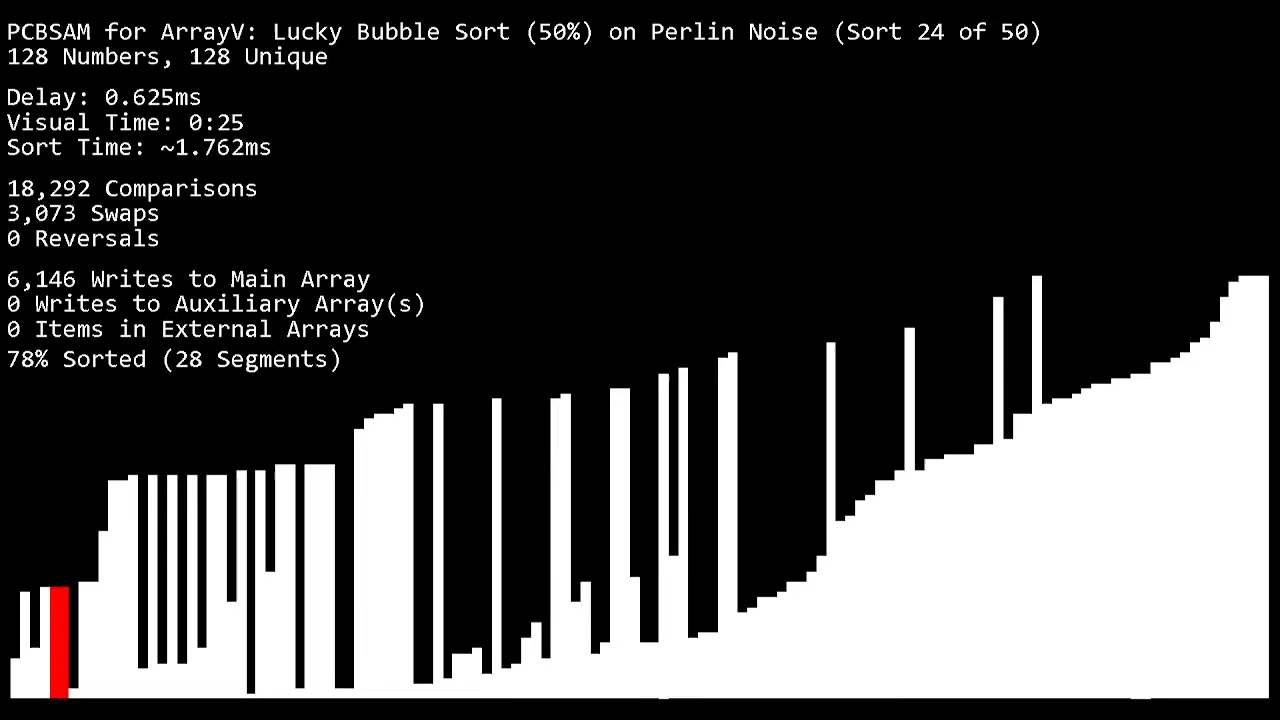 PCBSAM for ArrayV: Lucky Bubble Sort (50%) on Perlin Noise (Sort 24 of 50)
128 Numbers, 128 Unique
Delay: 0.625ms
Visual Time: 0:25
Sort Time: ~1.762ms
18,292 Comparisons
3,073 Swaps
0 Reversals
6,146 Writes to Main Array
0 Writes to Auxiliary Array(s)
0 Items in External Arrays
78% Sorted (28 Segments)